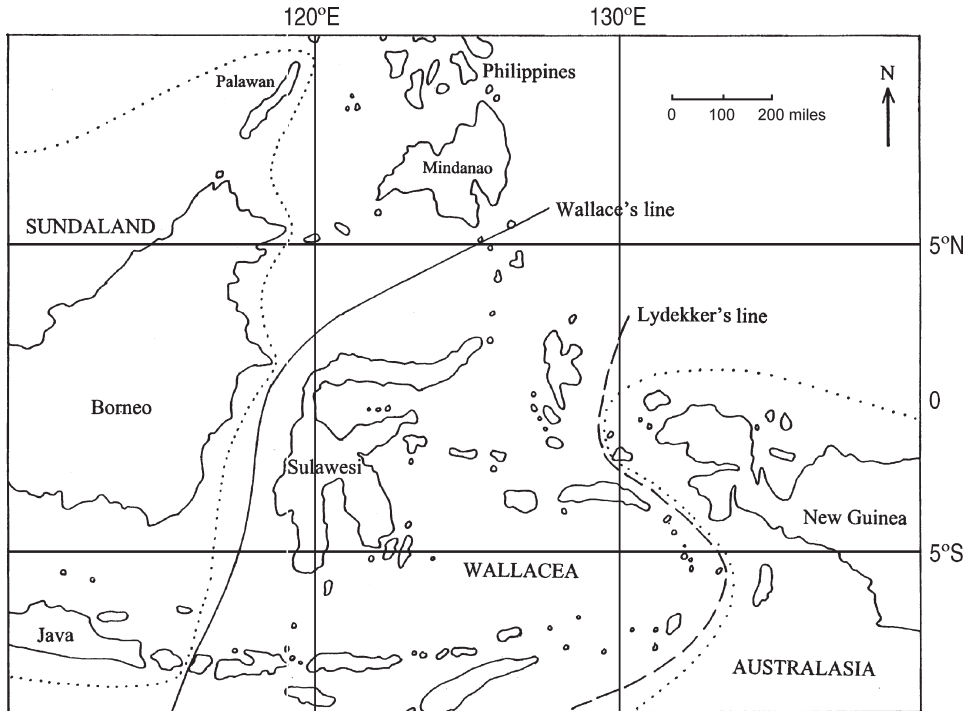 120ºE 130ºE
Palawan
Philippines
N
0 100 200 miles
Mindanao
Wallace's line
SUNDALAND
5ºN
Lydekker's line
0
Borneo
Sulawesi
New Guinea
5ºS
WALLACEA
Java
AUSTRALASIA